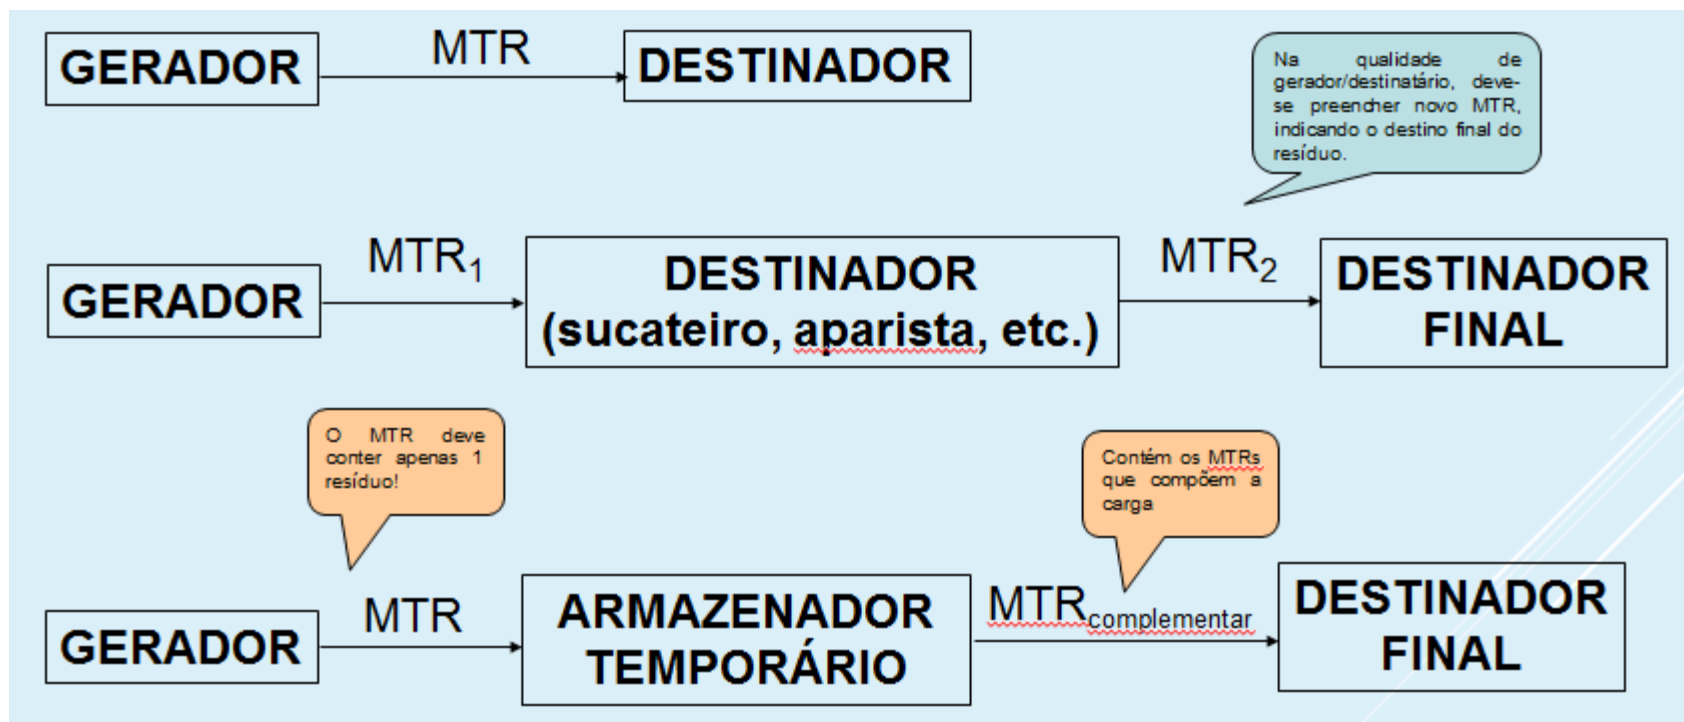 GERADOR
MTR
DESTINADOR
Na qualidade de
gerador/destinatário, deve-
se preencher novo MTR,
indicando o destino final do
resíduo.
GERADOR
MTR1
DESTINADOR
(sucateiro, aparista, etc.)
MTR2
DESTINADOR
FINAL
O MTR deve
conter apenas 1
resíduo!
Contém os MTRs
que compõem a
carga
GERADOR
MTR
ARMAZENADOR
TEMPORÁRIO
MTRcomplementar
DESTINADOR
FINAL